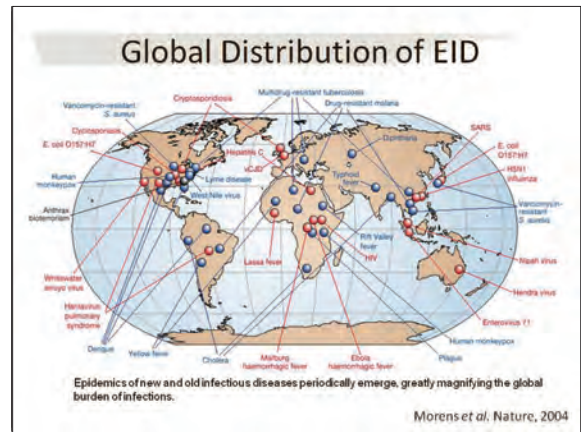 Global Distribution of EID
Multidrug-resistant tuberculosis
Cryptosporidiosis
Drug-resistant malaria
Vancomycin-resistant
S. aureus
SARS
Cyclosporiasis
Diphtheria
E. coli O157:H7
E. coli
O157:H7
Hepatitis C
H5N1
influenza
vCJD
Typhoid
fever
Human
monkeypox
Lyme disease
West Nile virus
Vancomycin-
resistant
S. aureus
Anthrax
bioterrorism
Rift Valley
fever
Lassa fever
HIV
Nipah virus
Whitewater
arroyo virus
Hendra virus
Hantavirus
pulmonary
syndrome
Enterovirus 71
Human monkeypox
Dengue
Yellow fever
Cholera
Marburg
haemorrhagic fever
Ebola
haemorrhagic fever
Plague
Epidemics of new and old infectious diseases periodically emerge, greatly magnifying the global
burden of infections.
Morens et al. Nature, 2004